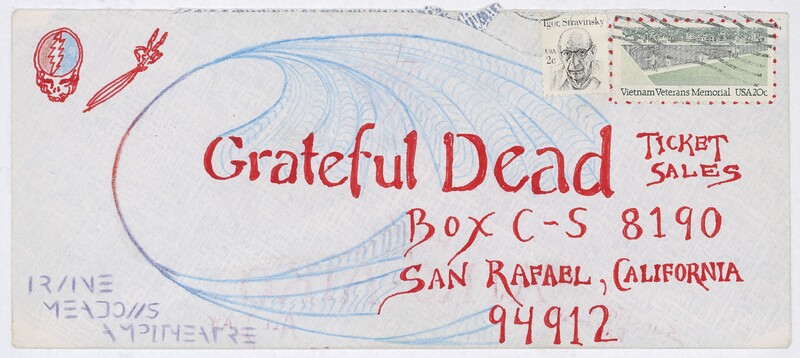 Igor Stravinsky
USA
2c
Vietnam Veterans Memorial USA 20c
Grateful Dead
TICKET
SALES
BOX C-S 8190
SAN RAFAEL, CALIFORNIA
94912
IRVINE
MEADOWS
AMPITHEATRE